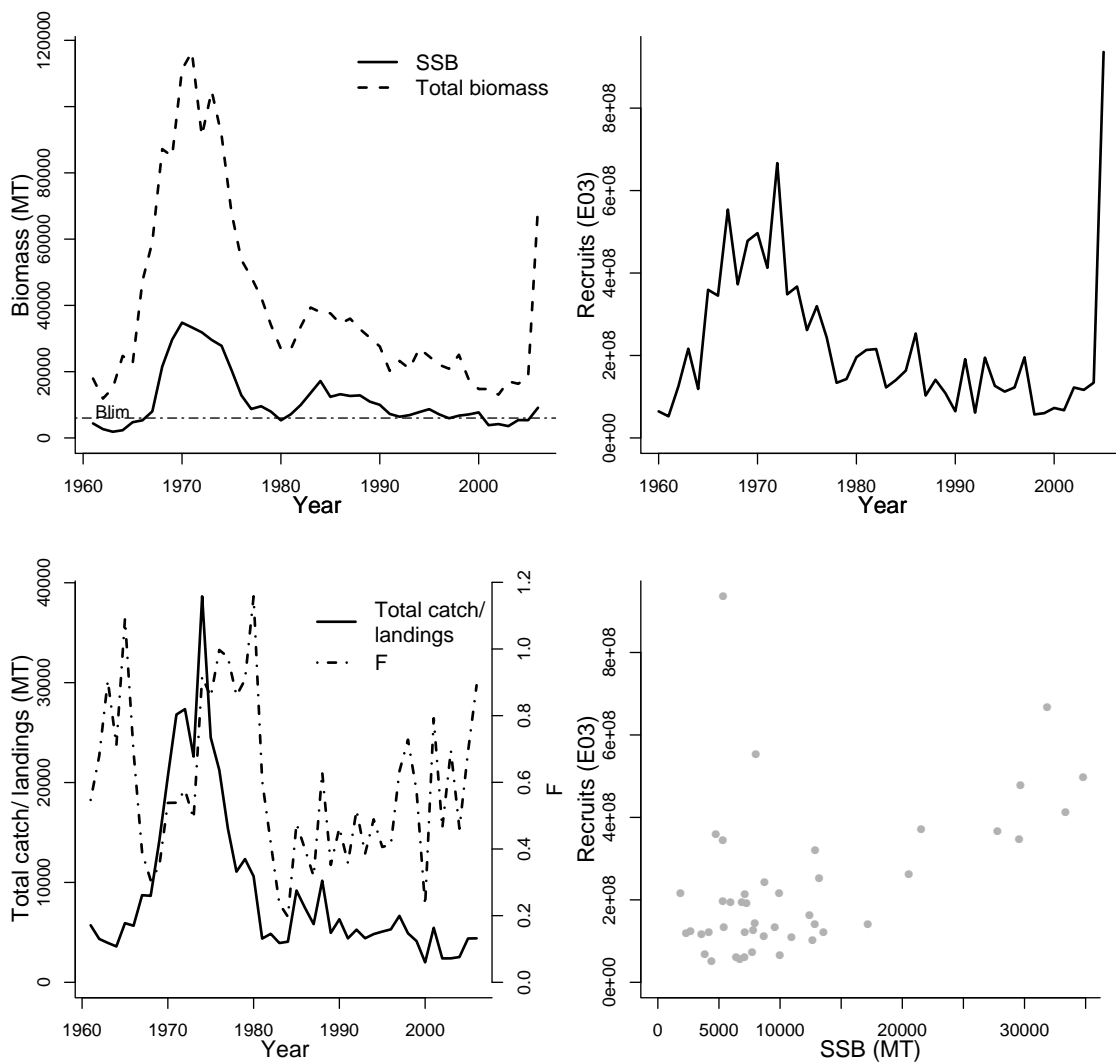 120000
80000
60000
40000
20000
0
Biomass (MT)
SSB
Total biomass
Blim
1960 1970 1980 1990 2000
Year
8e+08
6e+08
4e+08
2e+08
0e+00
Recruits (E03)
1960 1970 1980 1990 2000
Year
40000
30000
20000
10000
0
Total catch/ landings (MT)
Total catch/
landings
F
1.2
1.0
0.8
0.6
0.4
0.2
0.0
F
1960 1970 1980 1990 2000
Year
8e+08
6e+08
4e+08
2e+08
0e+00
Recruits (E03)
0 5000 10000 20000 30000
SSB (MT)